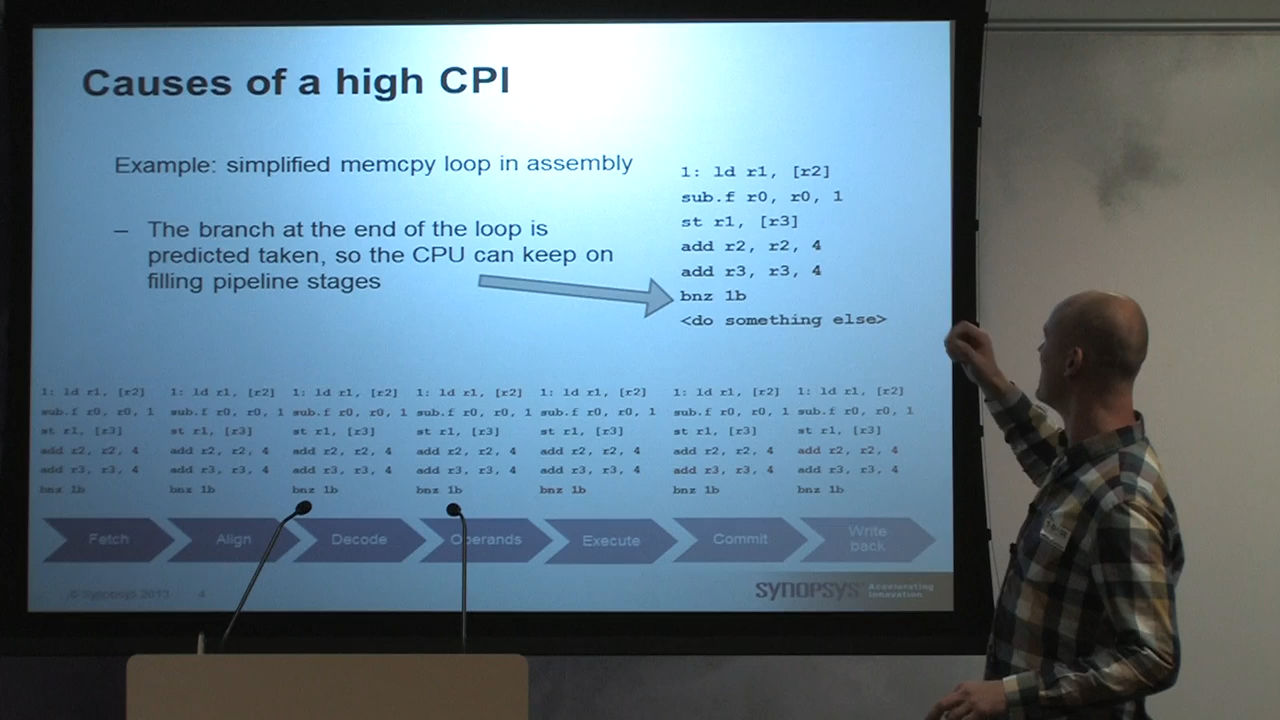 Causes of a high CPI
Example: simplified memcpy loop in assembly
– The branch at the end of the loop is
predicted taken, so the CPU can keep on
filling pipeline stages
1: ld r1, [r2]
sub.f r0, r0, 1
st r1, [r3]
add r2, r2, 4
add r3, r3, 4
bnz 1b
<do something else>
1: ld r1, [r2] 1: ld r1, [r2] 1: ld r1, [r2] 1: ld r1, [r2] 1: ld r1, [r2] 1: ld r1, [r2] 1: ld r1, [r2]
sub.f r0, r0, 1 sub.f r0, r0, 1 sub.f r0, r0, 1 sub.f r0, r0, 1 sub.f r0, r0, 1 sub.f r0, r0, 1 sub.f r0, r0, 1
st r1, [r3] st r1, [r3] st r1, [r3] st r1, [r3] st r1, [r3] st r1, [r3] st r1, [r3]
add r2, r2, 4 add r2, r2, 4 add r2, r2, 4 add r2, r2, 4 add r2, r2, 4 add r2, r2, 4 add r2, r2, 4
add r3, r3, 4 add r3, r3, 4 add r3, r3, 4 add r3, r3, 4 add r3, r3, 4 add r3, r3, 4 add r3, r3, 4
bnz 1b bnz 1b bnz 1b bnz 1b bnz 1b bnz 1b bnz 1b
Fetch Align Decode Operands Execute Commit Write
back
© Synopsys 2013 4
SYNOPSYS Accelerating
Innovation